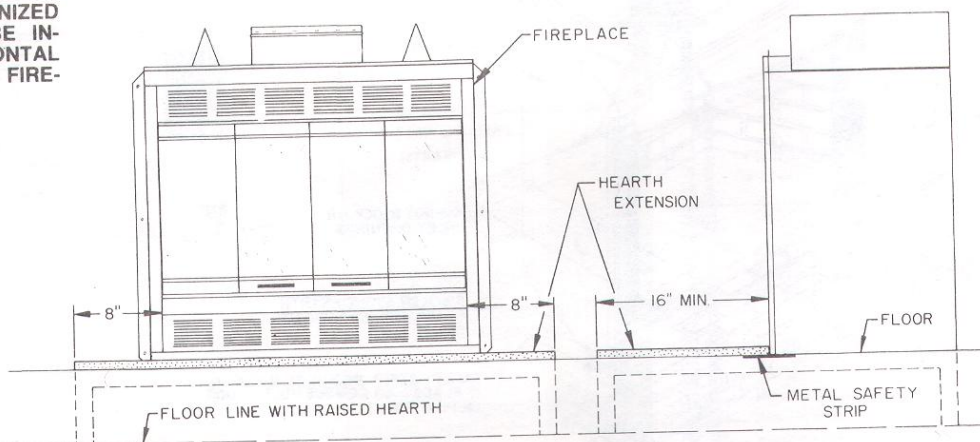 NIZED
BE IN-
ONTAL
FIRE-
FIREPLACE
HEARTH
EXTENSION
8"
8"
16" MIN.
FLOOR
METAL SAFETY
STRIP
FLOOR LINE WITH RAISED HEARTH